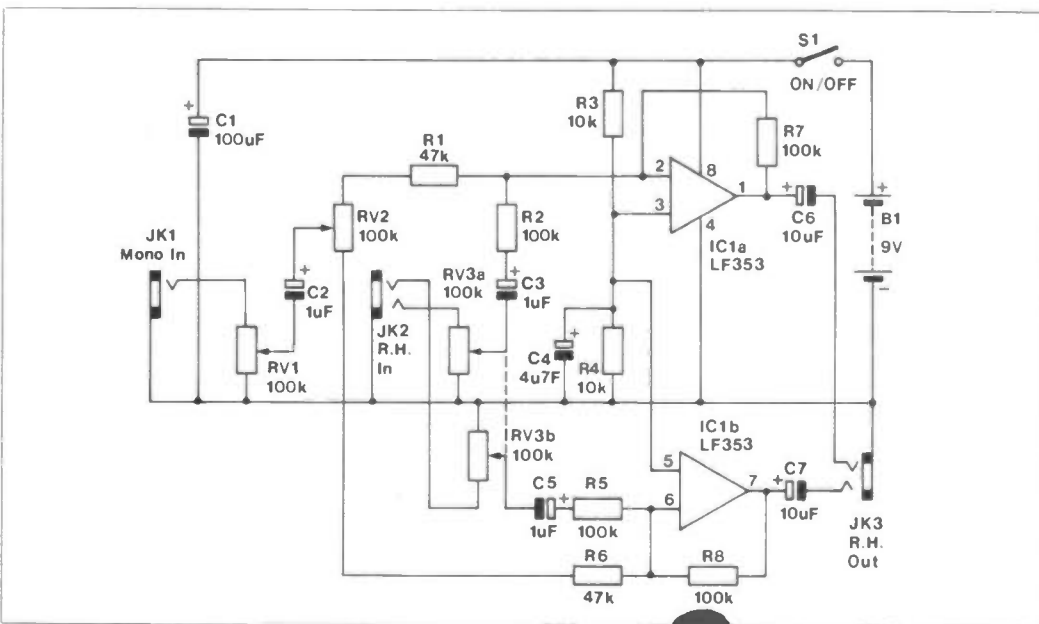 S1
ON/OFF
+
C1
100uF
R3
10k
R7
100k
R1
47k
2
8
1
3
4
+
C6
10uF
+
B1
9V
-
IC1a
LF353
RV2
100k
R2
100k
JK1
Mono In
+
C2
1uF
RV3a
100k
+
C3
1uF
JK2
R.H.
In
RV1
100k
+
C4
4u7F
R4
10k
IC1b
LF353
RV3b
100k
5
6
7
+
C7
10uF
C5
+
1uF
R5
100k
JK3
R.H.
Out
R6
47k
R8
100k